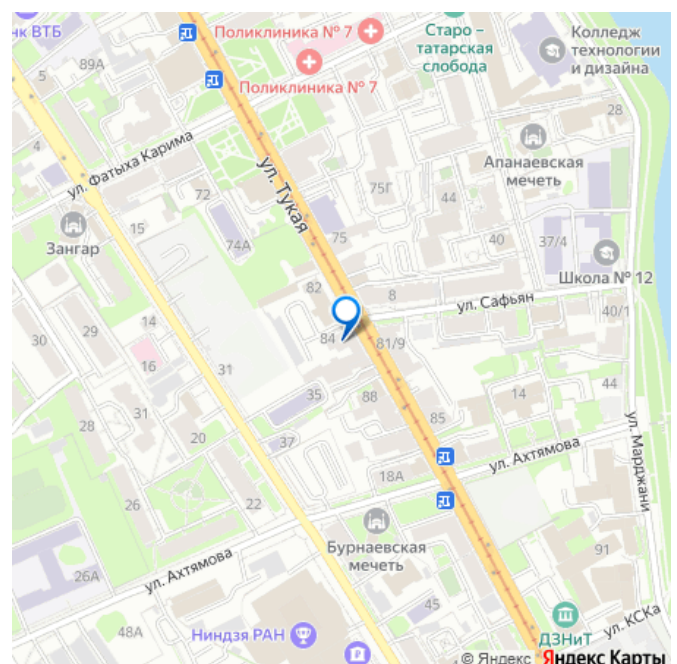 нк ВТБ
Поликлиника № 7
Старо –
татарская
слобода
Колледж
технологии
и дизайна
89А
5
Поликлиника № 7
28
4
ул. Фатыха Карима
Апанаевская
мечеть
ул. Тукая
75Г
44
72
15
Зангар
74А
75
40
37/4
Школа № 12
82
8
ул. Сафьян
40/1
14
29
30
84
81/9
16
31
35
88
14
44
31
28
20
37
85
ул. Марджани
18А
ул. Ахтямова
26
22
Бурнаевская
мечеть
91
ул. Ахтямова
26А
45
48А
Ниндзя РАН
ДЗНиТ
ул. КСКа
© Яндекс Яндекс Карты